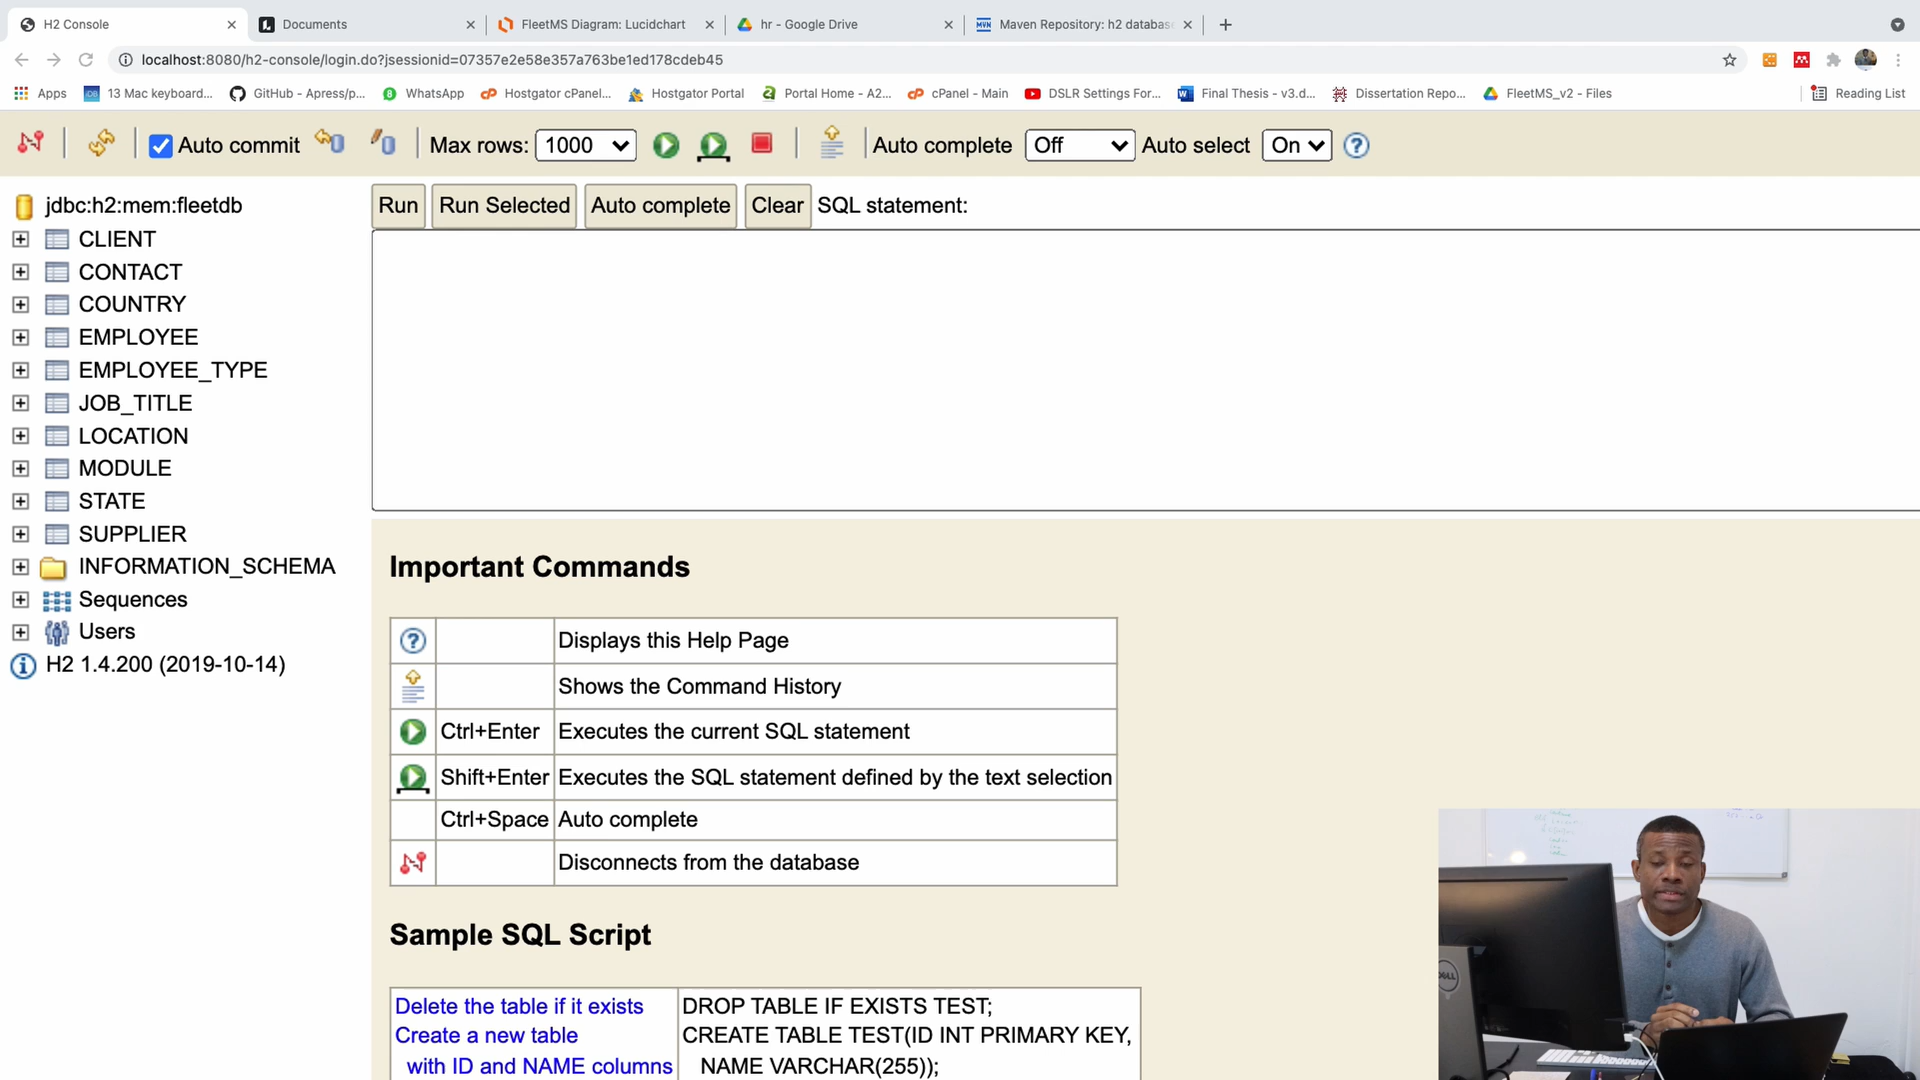 H2 Console
Documents
FleetMS Diagram: Lucidchart
hr - Google Drive
MVN
Maven Repository: h2 databas
localhost:8080/h2-console/login.do?jsessionid=07357e2e58e357a763be1ed178cdeb45
Apps
13 Mac keyboard...
GitHub - Apress/p...
WhatsApp
Hostgator cPanel...
Hostgator Portal
Portal Home - A2...
cPanel - Main
DSLR Settings For...
Final Thesis - v3.d...
Dissertation Repo...
FleetMS_v2 - Files
Reading List
Auto commit
Max rows: 1000
Auto complete Off
Auto select On
jdbc:h2:mem:fleetdb
CLIENT
CONTACT
COUNTRY
EMPLOYEE
EMPLOYEE_TYPE
JOB_TITLE
LOCATION
MODULE
STATE
SUPPLIER
INFORMATION_SCHEMA
Sequences
Users
H2 1.4.200 (2019-10-14)
Run Run Selected Auto complete Clear SQL statement:
Important Commands
Displays this Help Page
Shows the Command History
Ctrl+Enter Executes the current SQL statement
Shift+Enter Executes the SQL statement defined by the text selection
Ctrl+Space Auto complete
Disconnects from the database
Sample SQL Script
Delete the table if it exists DROP TABLE IF EXISTS TEST;
Create a new table CREATE TABLE TEST(ID INT PRIMARY KEY,
with ID and NAME columns NAME VARCHAR(255));
DELL